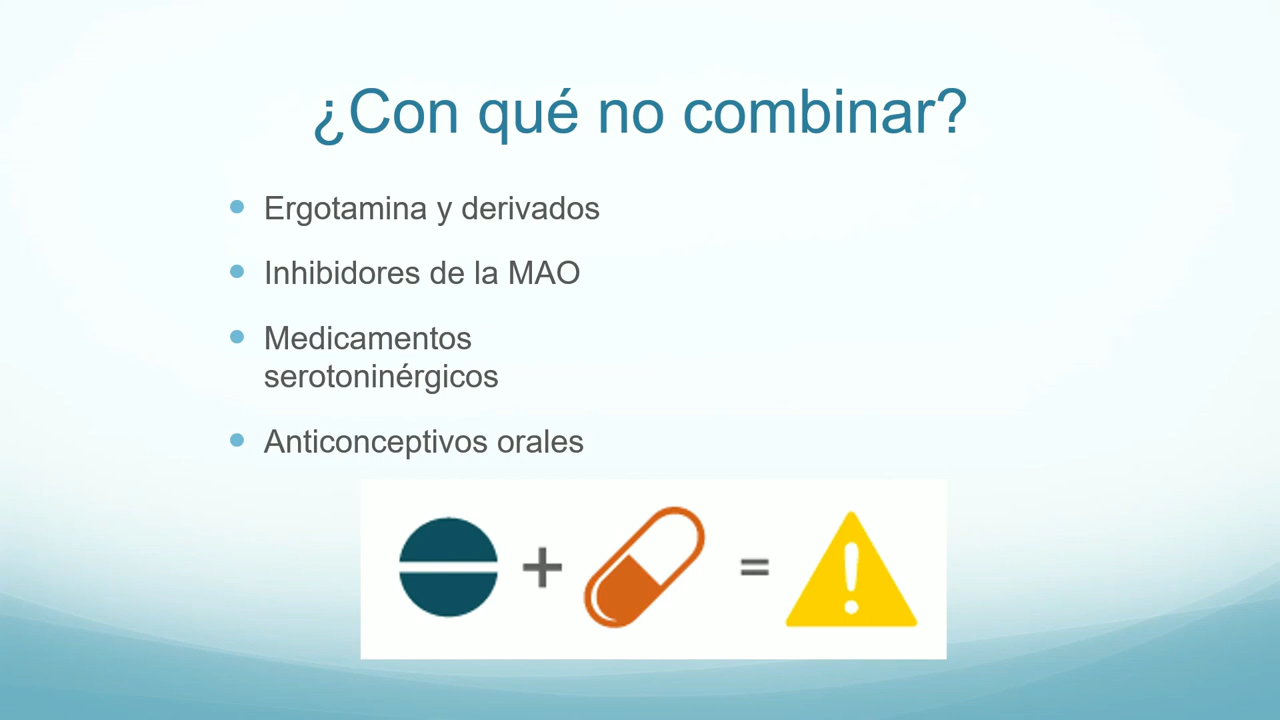 ¿Con qué no combinar?
Ergotamina y derivados
Inhibidores de la MAO
Medicamentos
serotoninérgicos
Anticonceptivos orales